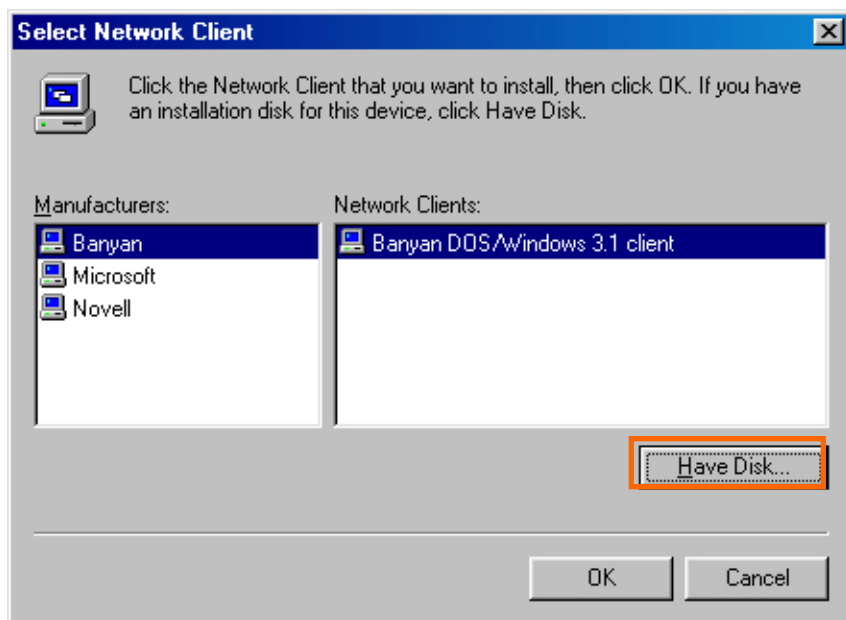 Select Network Client
Click the Network Client that you want to install, then click OK. If you have
an installation disk for this device, click Have Disk.
Manufacturers:
Network Clients:
Banyan
Banyan DOS/Windows 3.1 client
Microsoft
Novell
Have Disk...
OK
Cancel